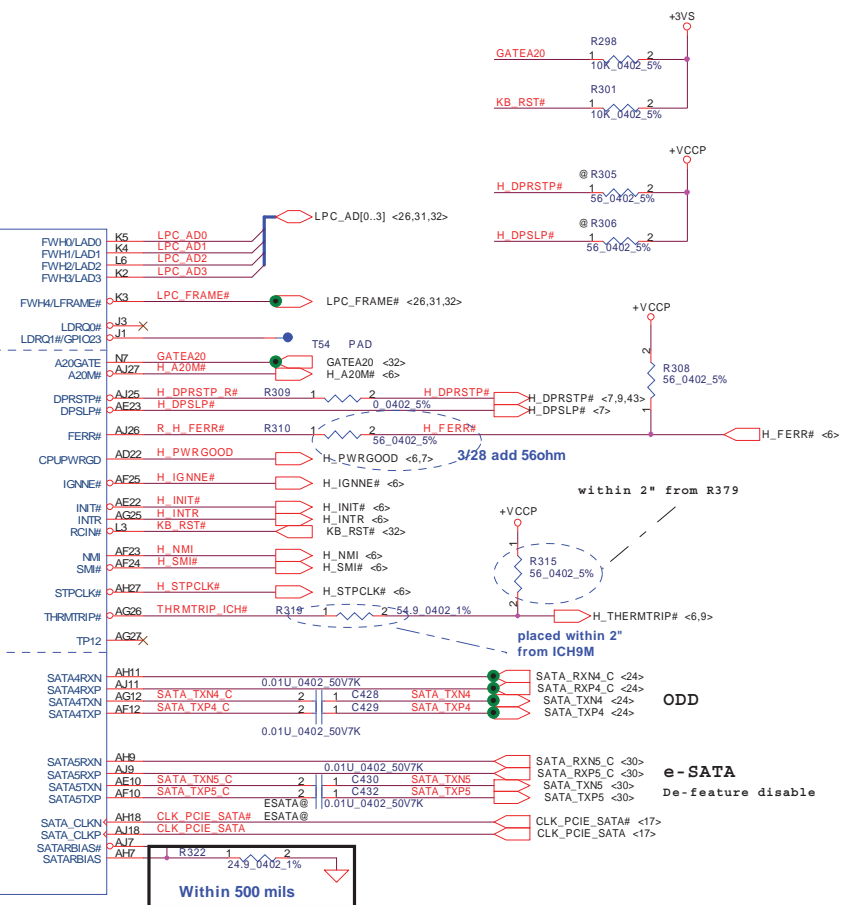 +3VS
GATEA20
R298
1 2
10K_0402_5%
KB_RST#
R301
1 2
10K_0402_5%
+VCCP
H_DPRSTP#
@ R305
1 2
56_0402_5%
H_DPSLP#
@ R306
1 2
56_0402_5%
FWH0/LAD0 K5 LPC_AD0
FWH1/LAD1 K4 LPC_AD1
FWH2/LAD2 L6 LPC_AD2
FWH3/LAD3 K2 LPC_AD3
LPC_AD[0..3] <26,31,32>
FWH4/LFRAME# K3 LPC_FRAME# LPC_FRAME# <26,31,32>
LDRQ0# J3
LDRQ1#/GPIO23 J1
T54 PAD
A20GATE N7 GATEA20 GATEA20 <32>
A20M# AJ27 H_A20M# H_A20M# <6>
+VCCP
2
R308
56_0402_5%
1
DPRSTP# AJ25 H_DPRSTP_R# R309 1 2 H_DPRSTP# H_DPRSTP# <7,9,43>
0_0402_5%
DPSLP# AE23 H_DPSLP# H_DPSLP# <7>
FERR# AJ26 R_H_FERR# R310 1 2 H_FERR# H_FERR# <6>
56_0402_5%
3/28 add 56ohm
CPUPWRGD AD22 H_PWRGOOD H_PWRGOOD <6,7>
IGNNE# AF25 H_IGNNE# H_IGNNE# <6>
INIT# AE22 H_INIT# H_INIT# <6>
INTR AG25 H_INTR H_INTR <6>
RCIN# L3 KB_RST# KB_RST# <32>
within 2" from R379
+VCCP
1
R315
56_0402_5%
2
NMI AF23 H_NMI H_NMI <6>
SMI# AF24 H_SMI# H_SMI# <6>
STPCLK# AH27 H_STPCLK# H_STPCLK# <6>
THRMTRIP# AG26 THRMTRIP_ICH# R319 1 2 54.9_0402_1% H_THERMTRIP# <6,9>
placed within 2"
from ICH9M
TP12 AG27
SATA4RXN AH11 SATA_RXN4_C <24>
SATA4RXP AJ11 0.01U_0402_50V7K SATA_RXP4_C <24>
SATA4TXN AG12 SATA_TXN4_C 2 1 C428 SATA_TXN4 SATA_TXN4 <24>
SATA4TXP AF12 SATA_TXP4_C 2 1 C429 SATA_TXP4 SATA_TXP4 <24>
0.01U_0402_50V7K
ODD
SATA5RXN AH9 SATA_RXN5_C <30>
SATA5RXP AJ9 0.01U_0402_50V7K SATA_RXP5_C <30>
SATA5TXN AE10 SATA_TXN5_C 2 1 C430 SATA_TXN5 SATA_TXN5 <30>
SATA5TXP AF10 SATA_TXP5_C 2 1 C432 SATA_TXP5 SATA_TXP5 <30>
ESATA@ 0.01U_0402_50V7K
ESATA@
e-SATA
De-feature disable
SATA_CLKN AH18 CLK_PCIE_SATA# CLK_PCIE_SATA# <17>
SATA_CLKP AJ18 CLK_PCIE_SATA CLK_PCIE_SATA <17>
SATARBIAS# AJ7
SATARBIAS AH7 R322 1 2
24.9_0402_1%
Within 500 mils